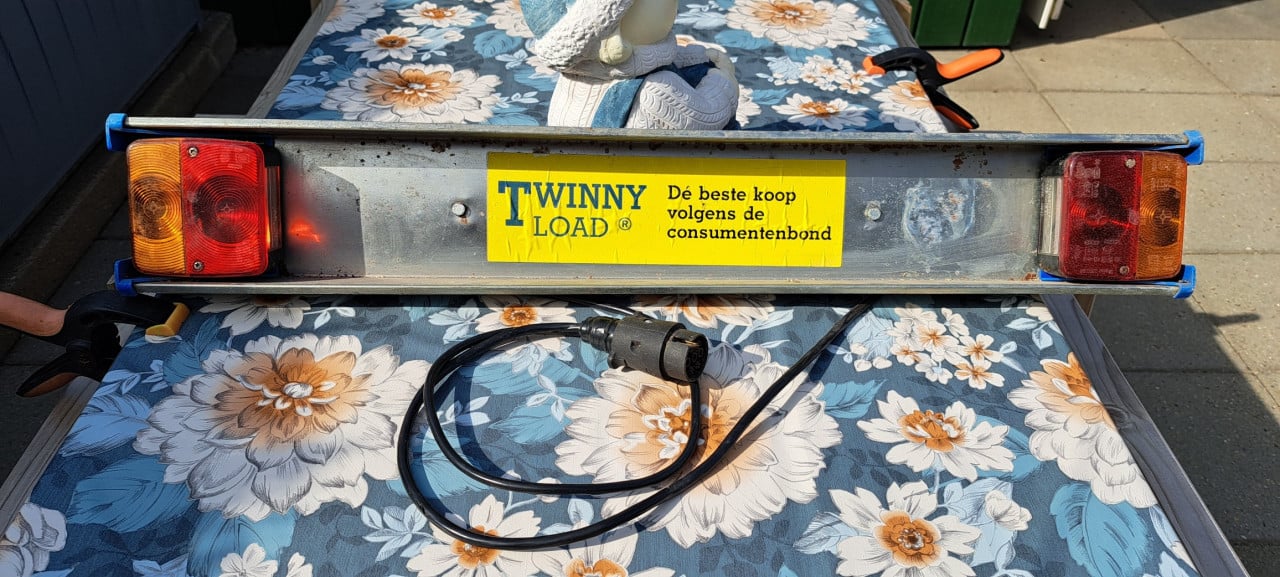 TWINNY
LOAD ®
Dé beste koop
volgens de
consumentenbond